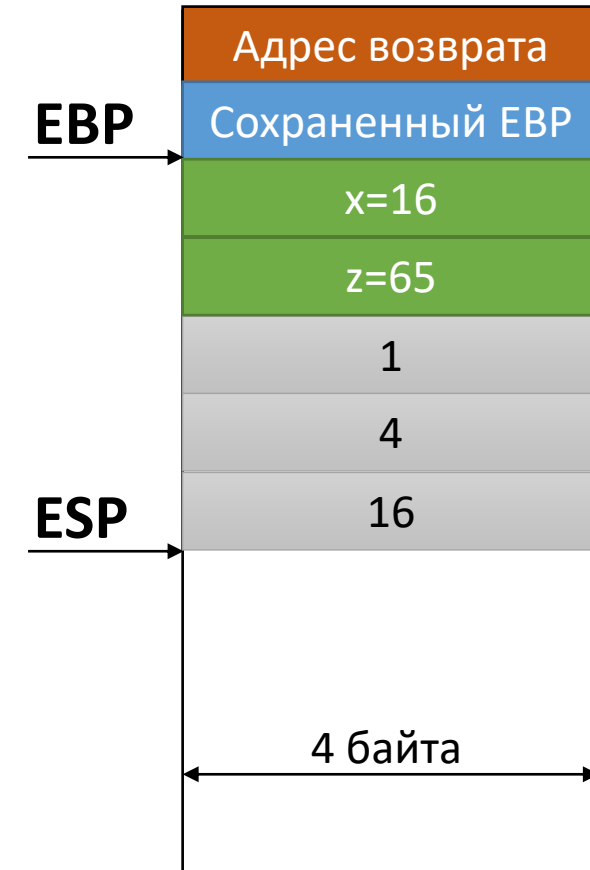 Адрес возврата
EBP
Сохраненный EBP
x=16
z=65
1
4
ESP
16
4 байта